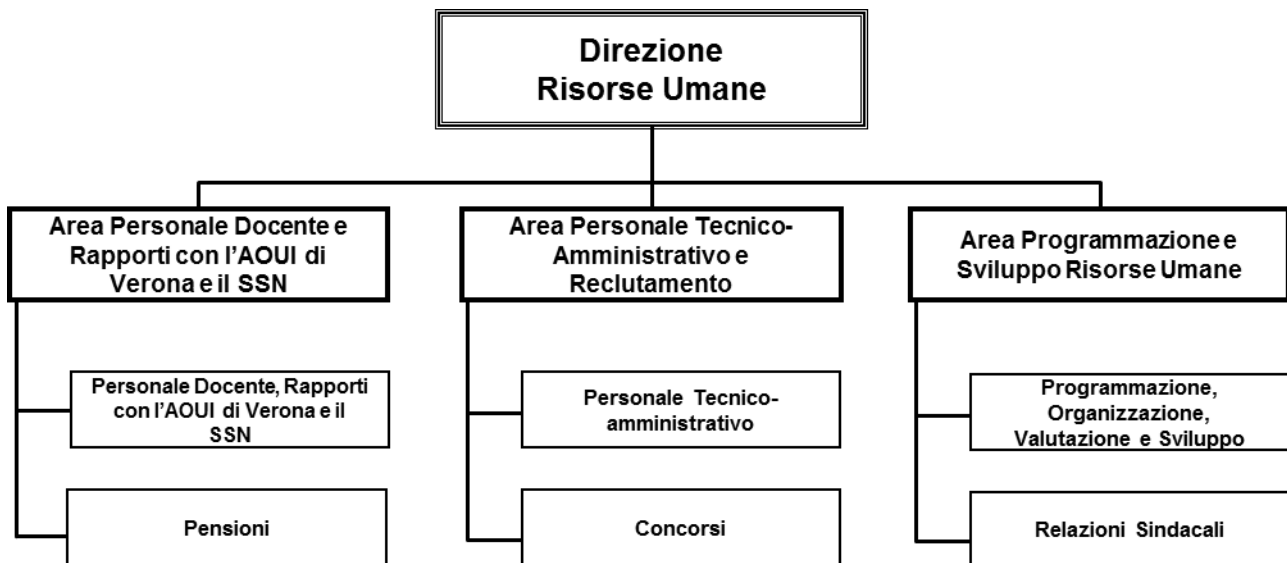 Direzione
Risorse Umane
Area Personale Docente e
Rapporti con l'AOUI di
Verona e il SSN
Area Personale Tecnico-
Amministrativo e
Reclutamento
Area Programmazione e
Sviluppo Risorse Umane
Personale Docente, Rapporti
con l'AOUI di Verona e il
SSN
Personale Tecnico-
amministrativo
Programmazione,
Organizzazione,
Valutazione e Sviluppo
Pensioni
Concorsi
Relazioni Sindacali